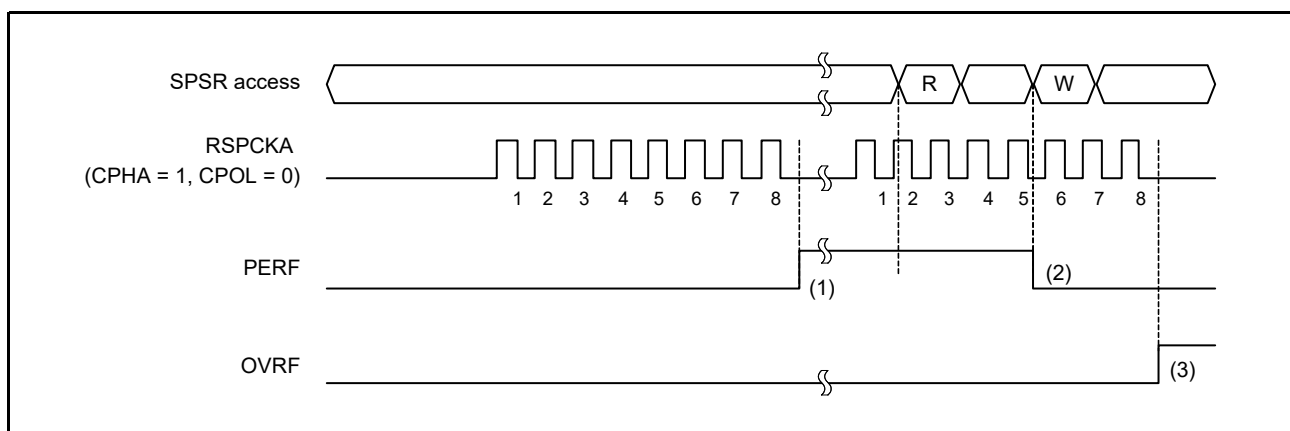 SPSR access
R
W
RSPCKA
(CPHA = 1, CPOL = 0)
1 2 3 4 5 6 7 8 1 2 3 4 5 6 7 8
PERF
(1)
(2)
OVRF
(3)